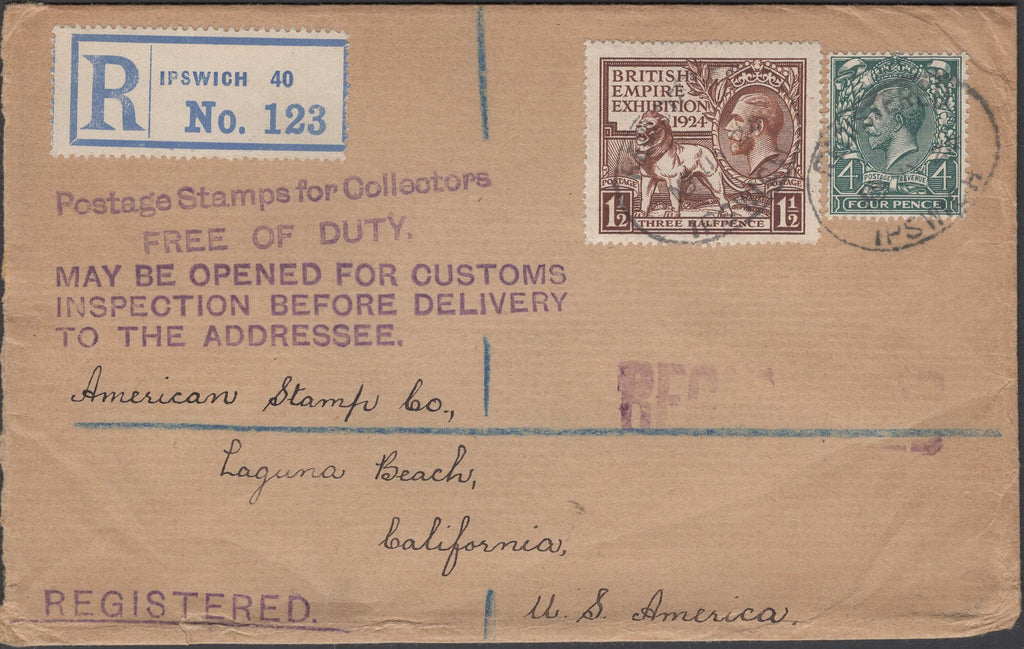 R
IPSWICH 40
No. 123
BRITISH
EMPIRE
EXHIBITION
1924
POSTAGE POSTAGE
1½ 1½
THREE HALFPENCE
4 POSTAGE REVENUE 4
FOUR PENCE
IPSWICH
IPSWICH
Postage Stamps for Collectors
FREE OF DUTY.
MAY BE OPENED FOR CUSTOMS
INSPECTION BEFORE DELIVERY
TO THE ADDRESSEE.
American Stamp Co.,
Laguna Beach,
California,
U. S. America.
REGISTERED.